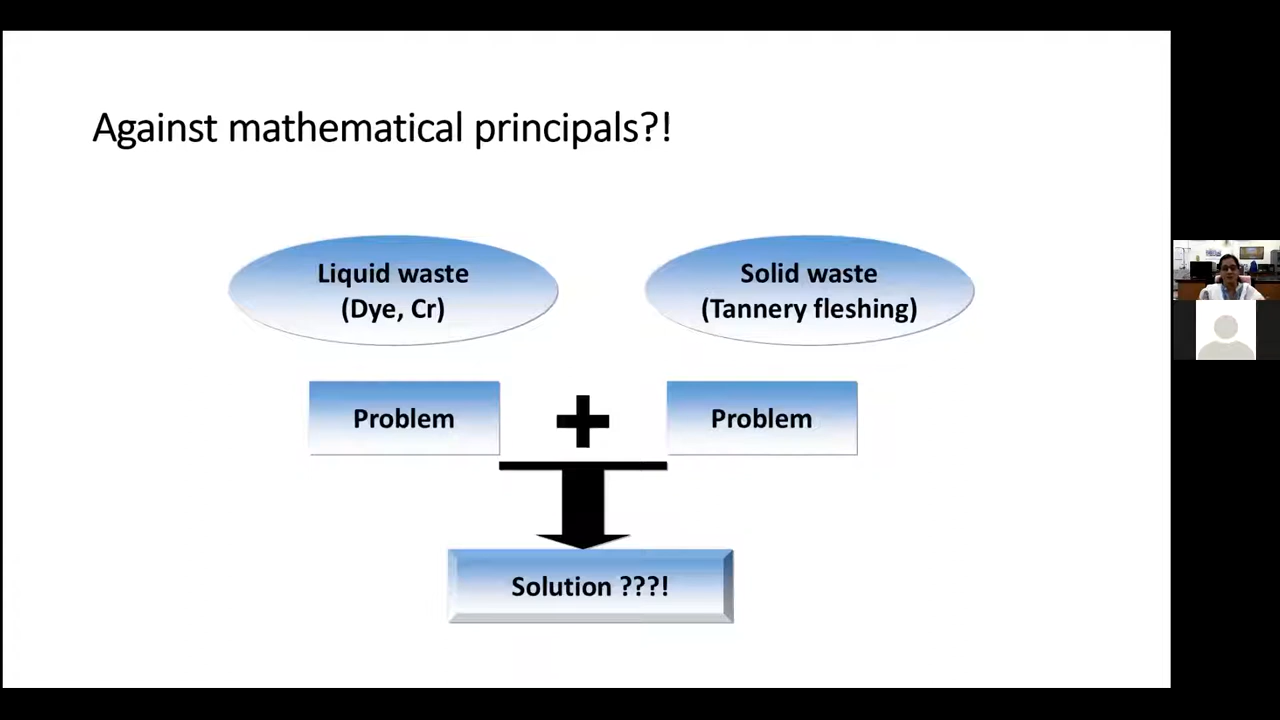 Against mathematical principals?!
Liquid waste
(Dye, Cr)
Solid waste
(Tannery fleshing)
Problem
+
Problem
Solution ???!